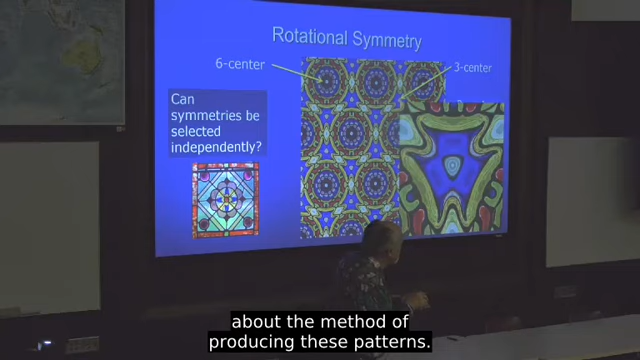 Rotational Symmetry
6-center
3-center
Can
symmetries be
selected
independently?
about the method of
producing these patterns.